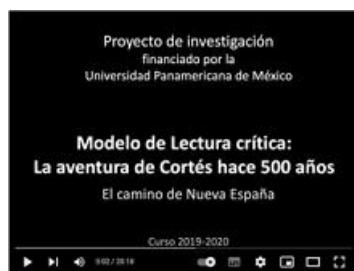 Proyecto de investigación
financiado por la
Universidad Panamericana de México
Modelo de Lectura crítica:
La aventura de Cortés hace 500 años
El camino de Nueva España
Curso 2019-2020